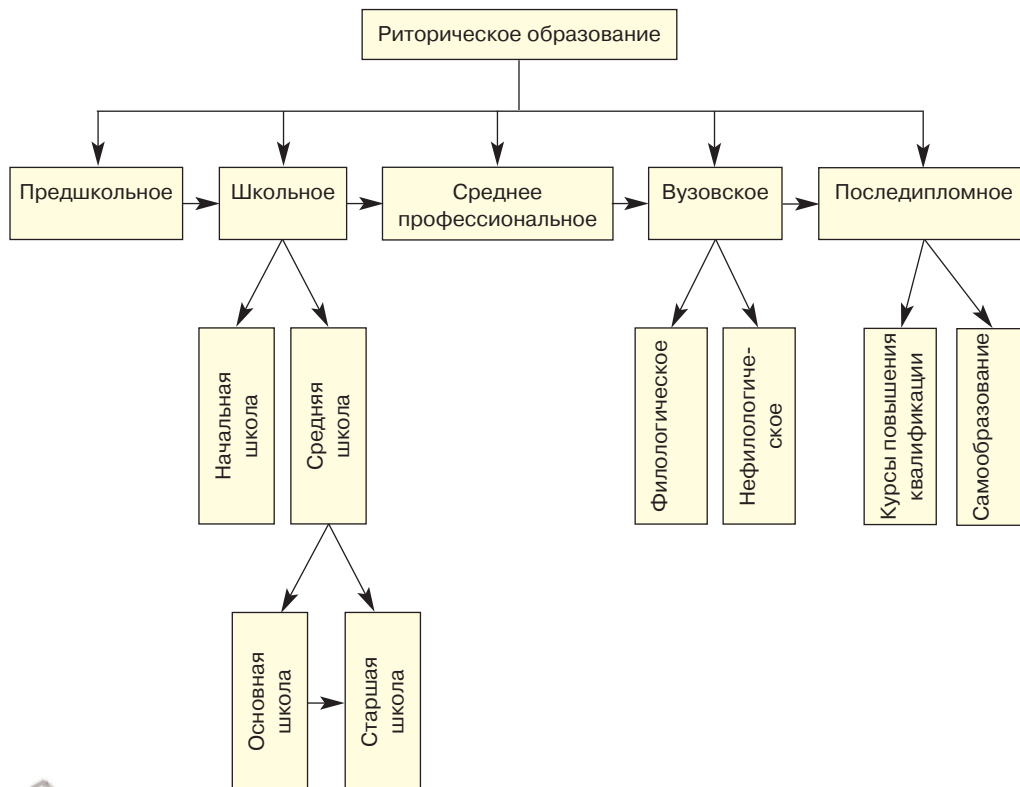 Риторическое образование
Предшкольное
Школьное
Среднее
профессиональное
Вузовское
Последипломное
Начальная
школа
Средняя
школа
Филологическое
Нефилологиче-
ское
Курсы повышения
квалификации
Самообразование
Основная
школа
Старшая
школа